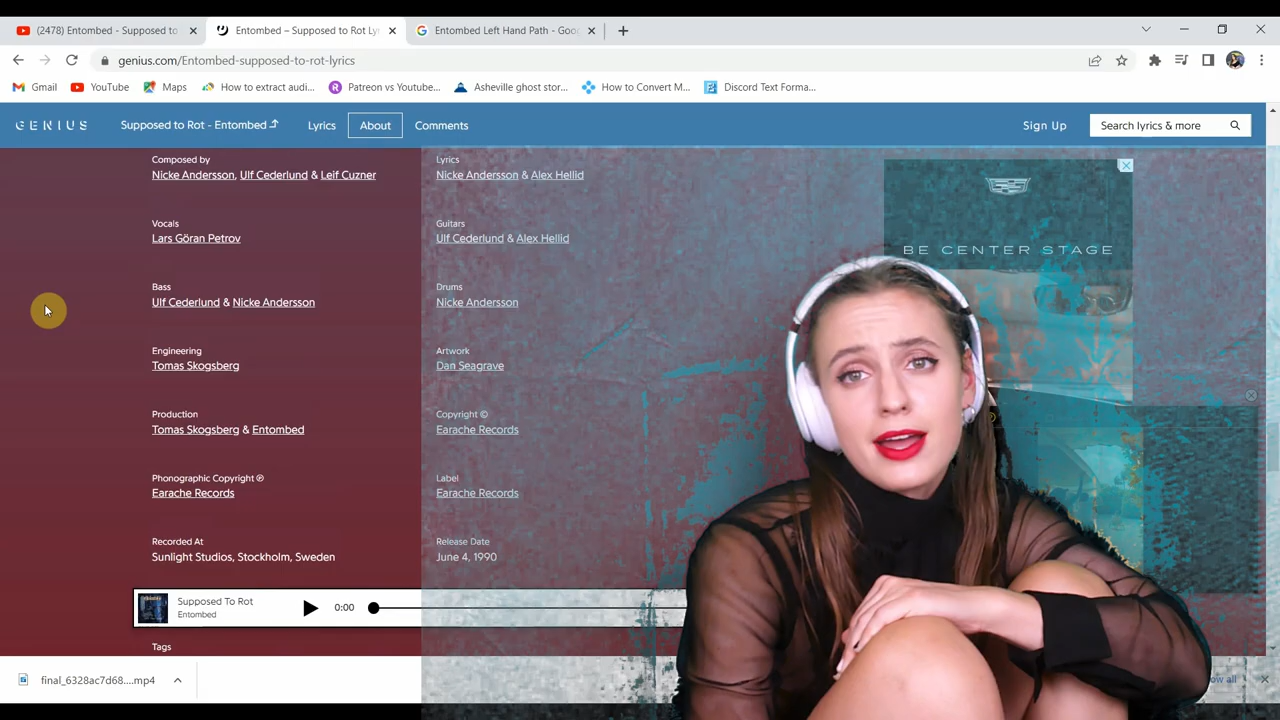 (2478) Entombed - Supposed to
Entombed – Supposed to Rot Ly
Entombed Left Hand Path - Goo
genius.com/Entombed-supposed-to-rot-lyrics
Gmail
YouTube
Maps
How to extract audi...
Patreon vs Youtube...
Asheville ghost stor...
How to Convert M...
Discord Text Forma...
GENIUS
Supposed to Rot - Entombed
Lyrics
About
Comments
Sign Up
Search lyrics & more
Composed by
Nicke Andersson, Ulf Cederlund & Leif Cuzner
Lyrics
Nicke Andersson & Alex Hellid
BE CENTER STAGE
Vocals
Lars Göran Petrov
Guitars
Ulf Cederlund & Alex Hellid
Bass
Ulf Cederlund & Nicke Andersson
Drums
Nicke Andersson
Engineering
Tomas Skogsberg
Artwork
Dan Seagrave
Production
Tomas Skogsberg & Entombed
Copyright ©
Earache Records
Phonographic Copyright ℗
Earache Records
Label
Earache Records
Recorded At
Sunlight Studios, Stockholm, Sweden
Release Date
June 4, 1990
Supposed To Rot
Entombed
0:00
Tags
final_6328ac7d68....mp4
all